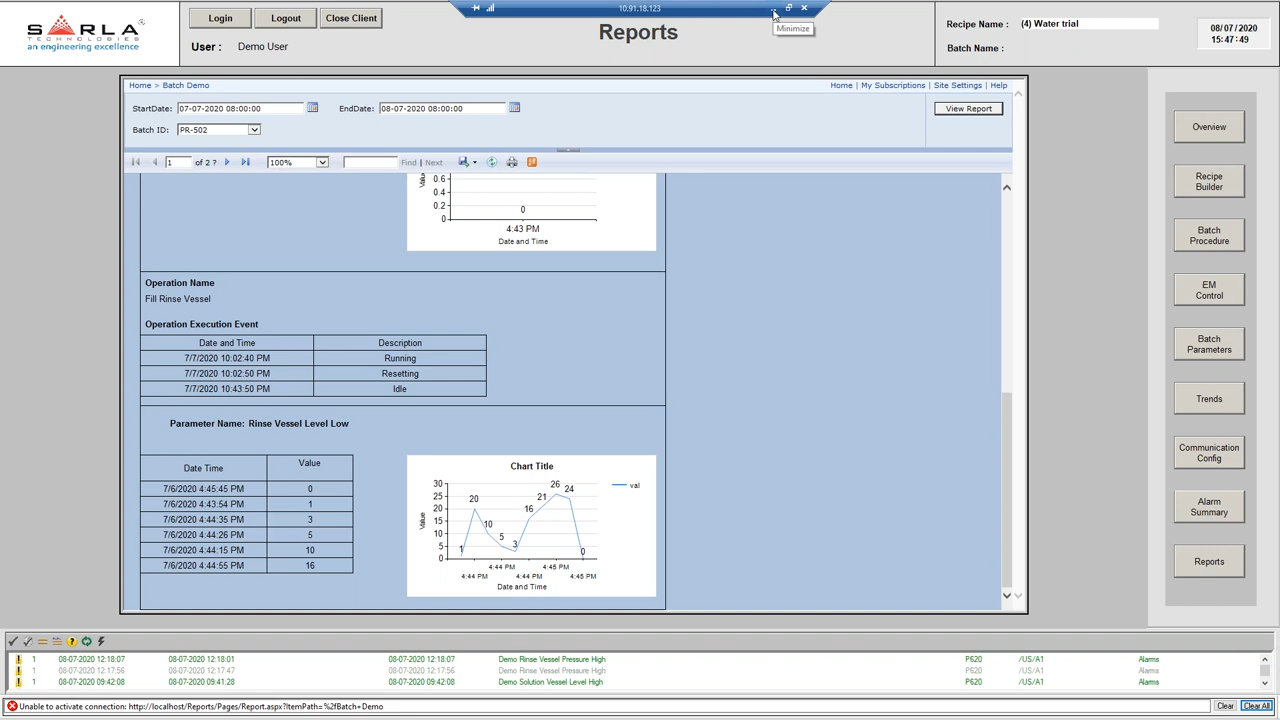 SARLA
TECHNOLOGIES
an engineering excellence
Login
Logout
Close Client
User : Demo User
10.91.18.123
Minimize
Reports
Recipe Name : (4) Water trial
Batch Name :
08/07/2020
15:47:49
Home > Batch Demo
Home | My Subscriptions | Site Settings | Help
StartDate: 07-07-2020 08:00:00 EndDate: 08-07-2020 08:00:00
View Report
Batch ID: PR-502
1 of 2 ? 100% Find | Next
Value
0.6
0.4
0.2
0
0
4:43 PM
Date and Time
Operation Name
Fill Rinse Vessel
Operation Execution Event
Date and Time Description
7/7/2020 10:02:40 PM Running
7/7/2020 10:02:50 PM Resetting
7/7/2020 10:43:50 PM Idle
Parameter Name: Rinse Vessel Level Low
Date Time Value
7/6/2020 4:45:45 PM 0
7/6/2020 4:43:54 PM 1
7/6/2020 4:44:35 PM 3
7/6/2020 4:44:26 PM 5
7/6/2020 4:44:15 PM 10
7/6/2020 4:44:55 PM 16
Chart Title
val
Value
30
25
20
15
10
5
0
1
20
10
5
3
16
21
26
24
0
4:44 PM 4:45 PM
4:44 PM 4:44 PM 4:45 PM
Date and Time
Overview
Recipe
Builder
Batch
Procedure
EM
Control
Batch
Parameters
Trends
Communication
Config
Alarm
Summary
Reports
1 08-07-2020 12:18:07 08-07-2020 12:18:01 08-07-2020 12:18:07 Demo Rinse Vessel Pressure High P620 /US/A1 Alarms
1 08-07-2020 12:17:56 08-07-2020 12:17:47 08-07-2020 12:17:56 Demo Rinse Vessel Pressure High P620 /US/A1 Alarms
1 08-07-2020 09:42:08 08-07-2020 09:41:28 08-07-2020 09:42:08 Demo Solution Vessel Level High P620 /US/A1 Alarms
Unable to activate connection: http://localhost/Reports/Pages/Report.aspx?ItemPath=%2fBatch+Demo
Clear
Clear All